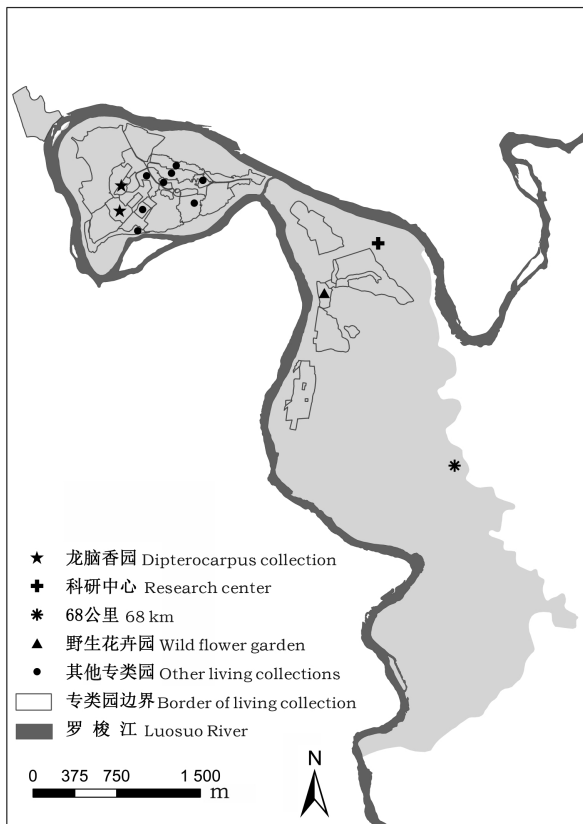 龙脑香园 Dipterocarpus collection
科研中心 Research center
68公里 68 km
野生花卉园 Wild flower garden
其他专类园 Other living collections
专类园边界 Border of living collection
罗 梭 江 Luosuo River
N
0 375 750 1 500
m